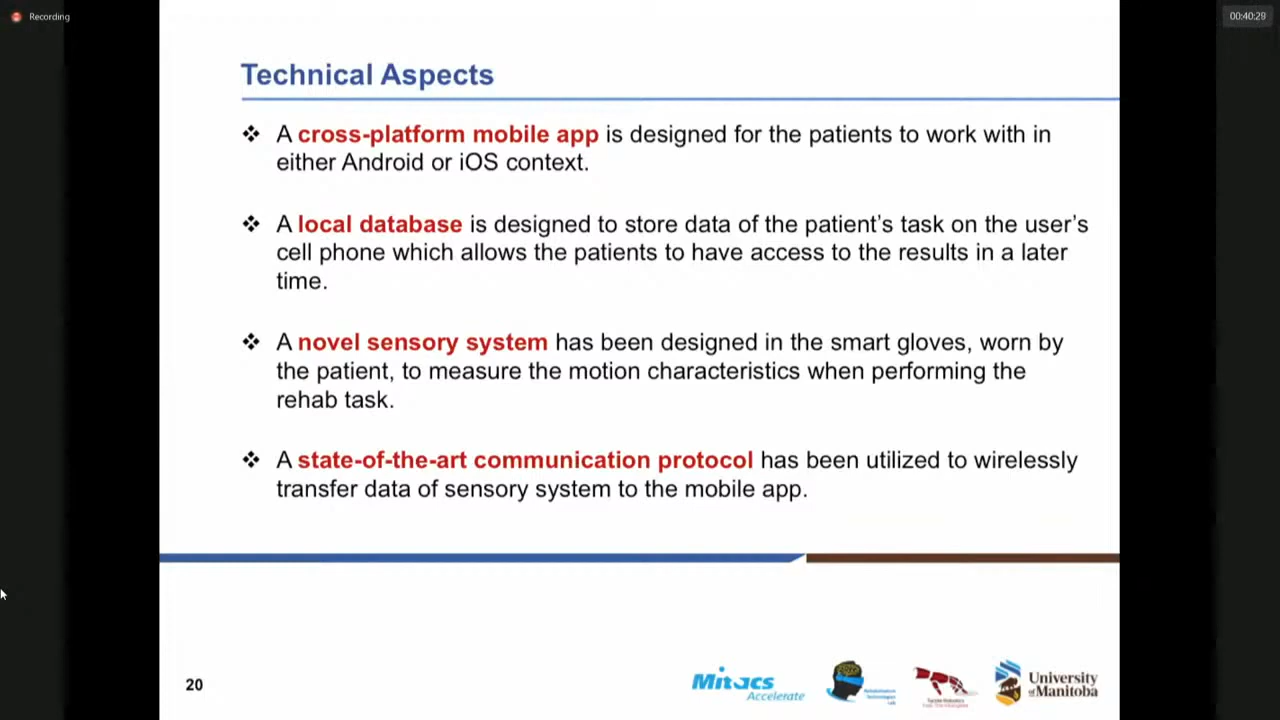 Recording
00:40:29
Technical Aspects
❖ A cross-platform mobile app is designed for the patients to work with in
either Android or iOS context.
❖ A local database is designed to store data of the patient's task on the user's
cell phone which allows the patients to have access to the results in a later
time.
❖ A novel sensory system has been designed in the smart gloves, worn by
the patient, to measure the motion characteristics when performing the
rehab task.
❖ A state-of-the-art communication protocol has been utilized to wirelessly
transfer data of sensory system to the mobile app.
20
Mitacs
Accelerate
Rehabilitation
Technologies
Lab
Tactile Robotics
University
of Manitoba